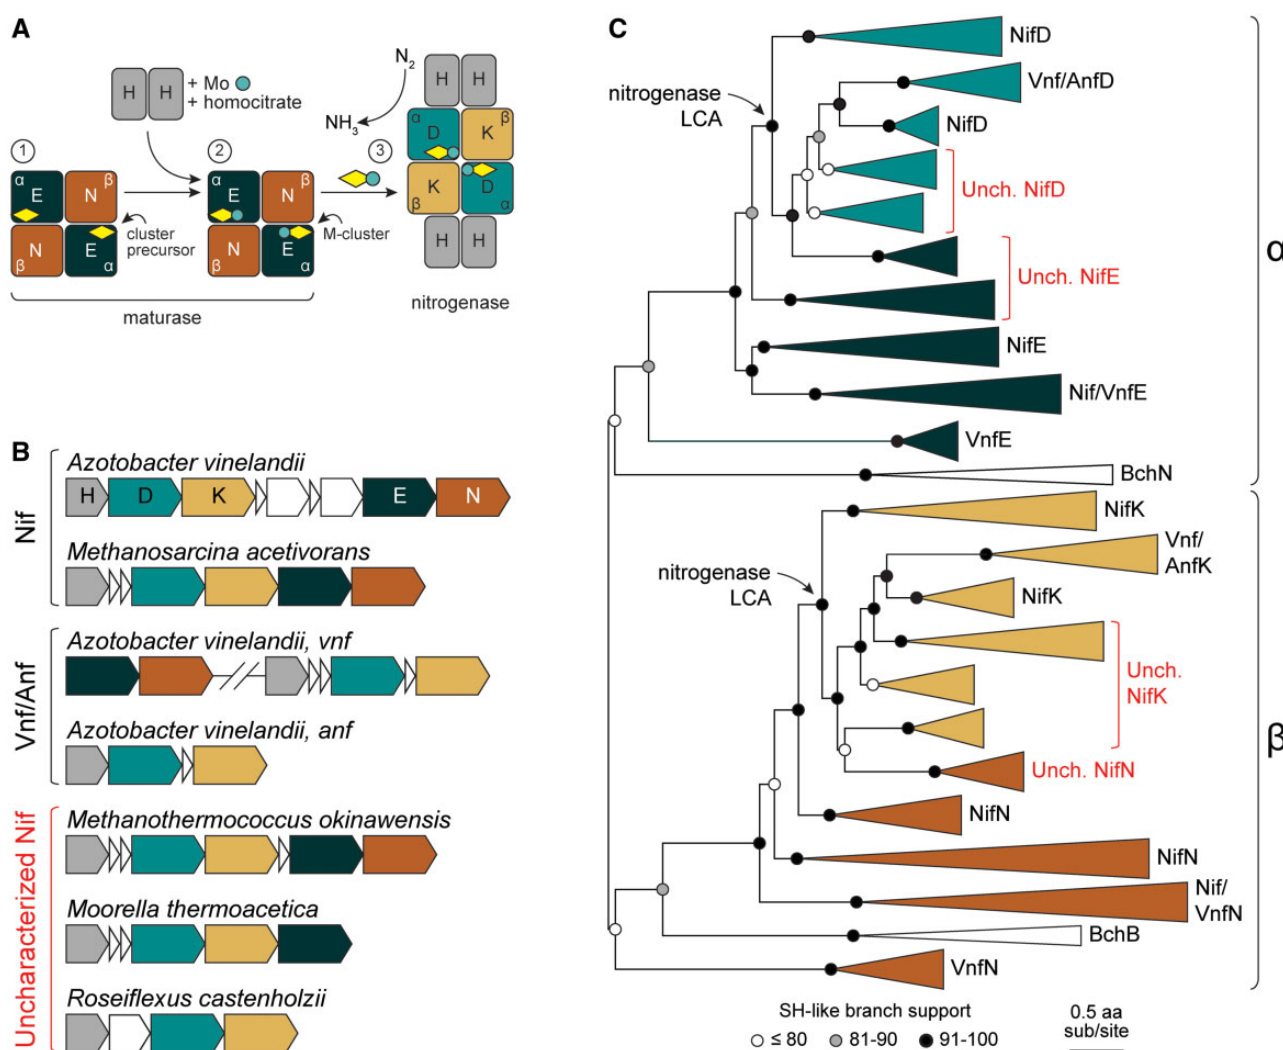 A
N2
NH3
H H
+ Mo
+ homocitrate
1
2
3
α E N β
N E
β α
α E N β
N E
β α
cluster
precursor
M-cluster
maturase
H H
α D K β
K D
β α
H H
nitrogenase
B
Nif
Azotobacter vinelandii
H D K E N
Methanosarcina acetivorans
Vnf/Anf
Azotobacter vinelandii, vnf
Azotobacter vinelandii, anf
Uncharacterized Nif
Methanothermococcus okinawensis
Moorella thermoacetica
Roseiflexus castenholzii
C
NifD
Vnf/AnfD
nitrogenase
LCA
NifD
Unch. NifD
Unch. NifE
NifE
Nif/VnfE
VnfE
BchN
α
NifK
Vnf/
AnfK
nitrogenase
LCA
NifK
Unch.
NifK
Unch. NifN
NifN
NifN
Nif/
VnfN
BchB
VnfN
β
SH-like branch support
≤ 80 81-90 91-100
0.5 aa
sub/site